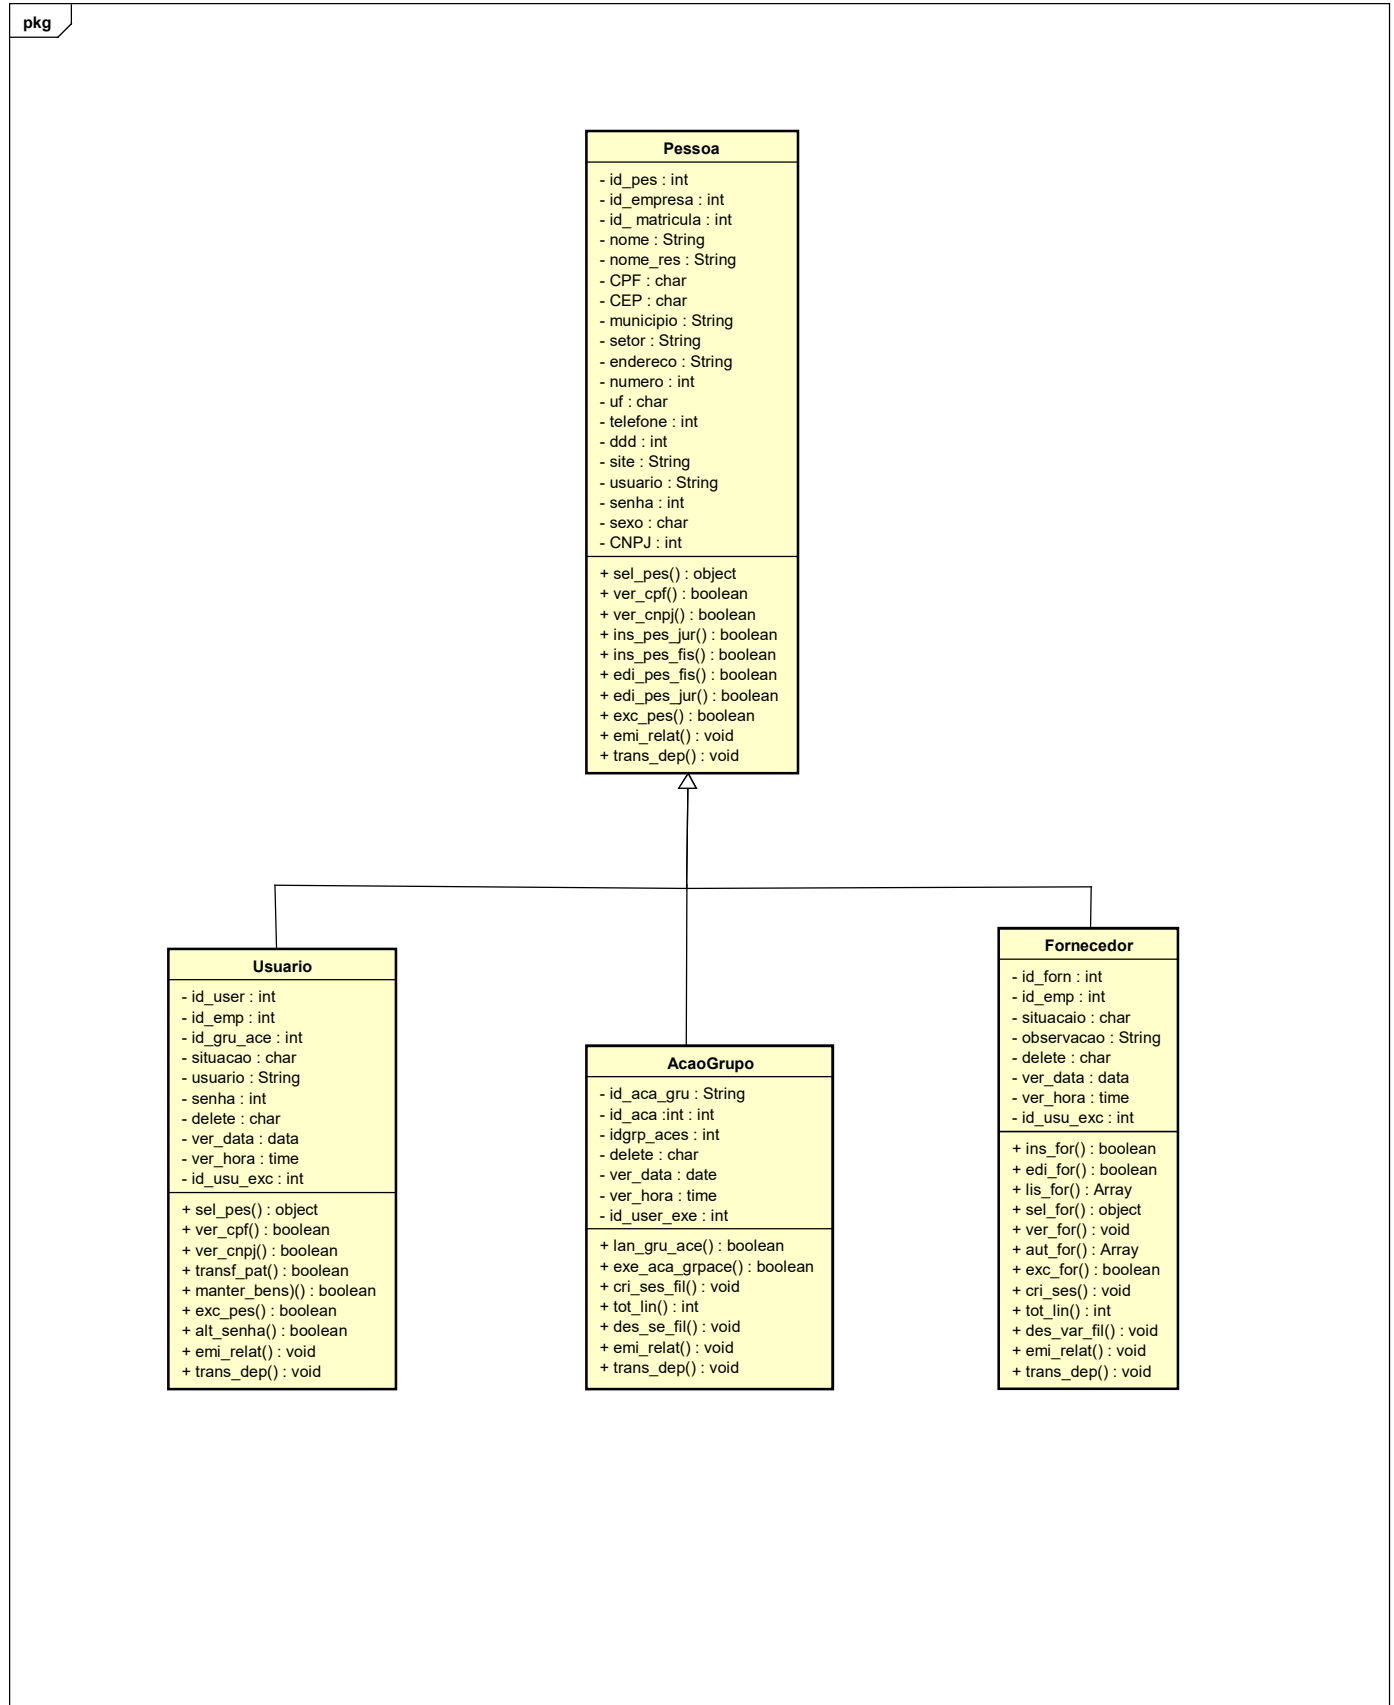 pkg
Pessoa
- id_pes : int
- id_empresa : int
- id_ matricula : int
- nome : String
- nome_res : String
- CPF : char
- CEP : char
- municipio : String
- setor : String
- endereco : String
- numero : int
- uf : char
- telefone : int
- ddd : int
- site : String
- usuario : String
- senha : int
- sexo : char
- CNPJ : int
+ sel_pes() : object
+ ver_cpf() : boolean
+ ver_cnpj() : boolean
+ ins_pes_jur() : boolean
+ ins_pes_fis() : boolean
+ edi_pes_fis() : boolean
+ edi_pes_jur() : boolean
+ exc_pes() : boolean
+ emi_relat() : void
+ trans_dep() : void
Usuario
- id_user : int
- id_emp : int
- id_gru_ace : int
- situacao : char
- usuario : String
- senha : int
- delete : char
- ver_data : data
- ver_hora : time
- id_usu_exc : int
+ sel_pes() : object
+ ver_cpf() : boolean
+ ver_cnpj() : boolean
+ transf_pat() : boolean
+ manter_bens)() : boolean
+ exc_pes() : boolean
+ alt_senha() : boolean
+ emi_relat() : void
+ trans_dep() : void
AcaoGrupo
- id_aca_gru : String
- id_aca :int : int
- idgrp_aces : int
- delete : char
- ver_data : date
- ver_hora : time
- id_user_exe : int
+ lan_gru_ace() : boolean
+ exe_aca_grpace() : boolean
+ cri_ses_fil() : void
+ tot_lin() : int
+ des_se_fil() : void
+ emi_relat() : void
+ trans_dep() : void
Fornecedor
- id_forn : int
- id_emp : int
- situacaio : char
- observacao : String
- delete : char
- ver_data : data
- ver_hora : time
- id_usu_exc : int
+ ins_for() : boolean
+ edi_for() : boolean
+ lis_for() : Array
+ sel_for() : object
+ ver_for() : void
+ aut_for() : Array
+ exc_for() : boolean
+ cri_ses() : void
+ tot_lin() : int
+ des_var_fil() : void
+ emi_relat() : void
+ trans_dep() : void